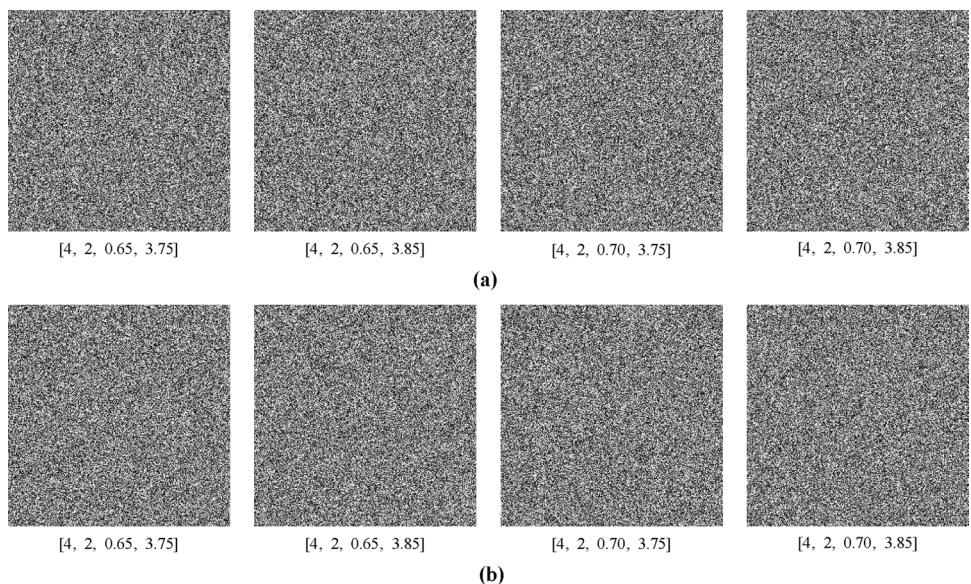 [4, 2, 0.65, 3.75] [4, 2, 0.65, 3.85] [4, 2, 0.70, 3.75] [4, 2, 0.70, 3.85]
(a)
[4, 2, 0.65, 3.75] [4, 2, 0.65, 3.85] [4, 2, 0.70, 3.75] [4, 2, 0.70, 3.85]
(b)